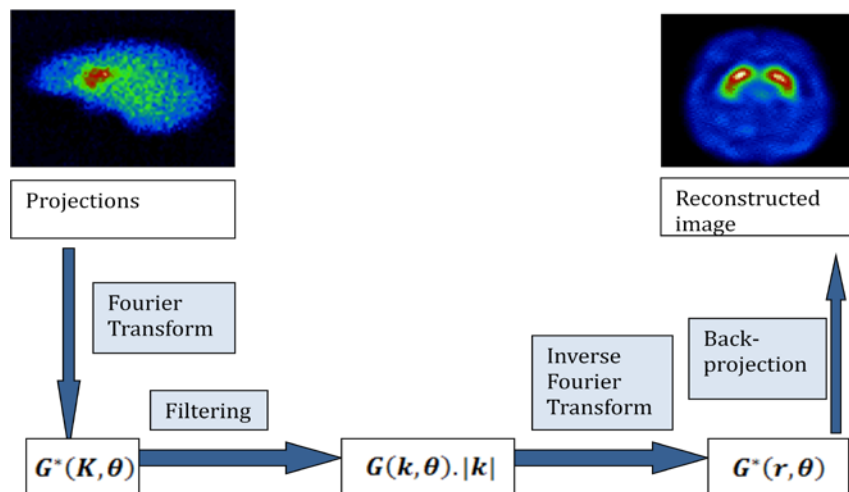 Projections
Reconstructed
image
Fourier
Transform
Filtering
Inverse
Fourier
Transform
Back-
projection
G*(K,θ)
G(k,θ).|k|
G*(r,θ)